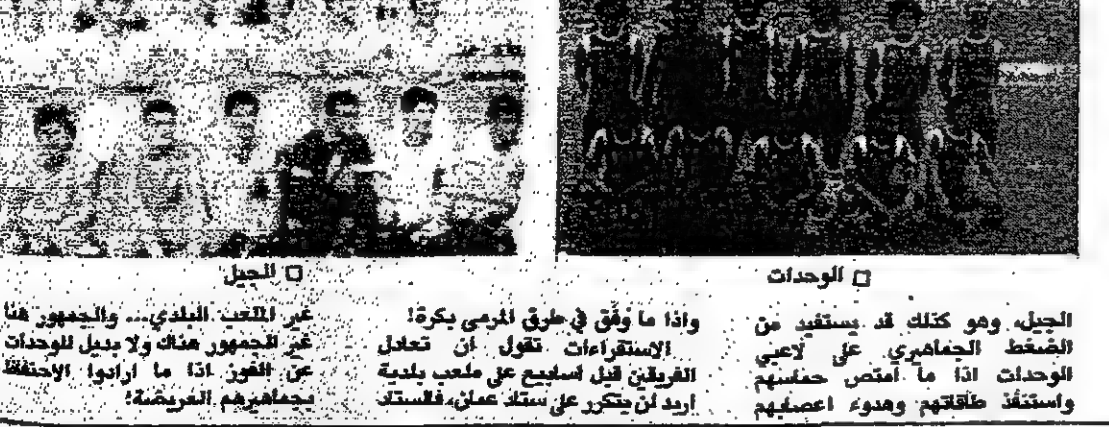 □ الوحدات
□ الجيل
الجيل، وهو كذلك قد يستفيد من
الضغط الجماهيري على لاعبي
الوحدات اذا ما امتص حماسهم
واستنفذ طاقاتهم وهدوء اعصابهم
واذا ما وفق في طرق المرمى بكرة!
الاستقراءات تقول ان تعادل
الفريقين قبل اسابيع على ملعب بلدية
اربد لن يتكرر على ستاد عمان، فالستاد
غير الملعب البلدي... والجمهور هنا
غير الجمهور هناك ولا بديل للوحدات
عن الفوز اذا ما ارادوا الاحتفاظ
بجماهيرهم العريضة!